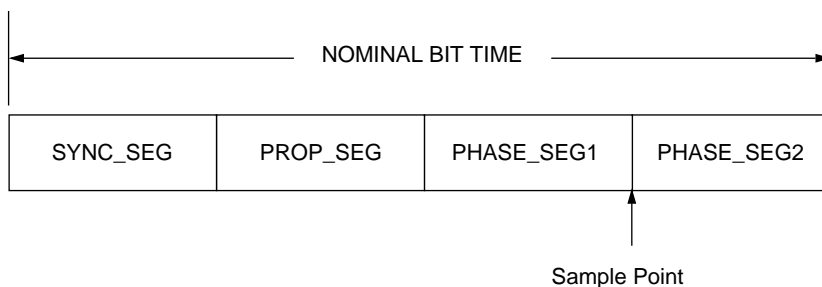 NOMINAL BIT TIME
SYNC_SEG PROP_SEG PHASE_SEG1 PHASE_SEG2
Sample Point